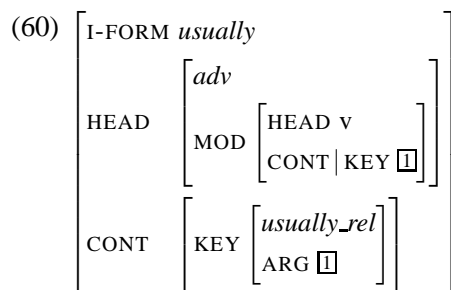 (60) I-FORM usually
adv
HEAD MOD HEAD v
CONT | KEY 1
usually_rel
CONT KEY ARG 1